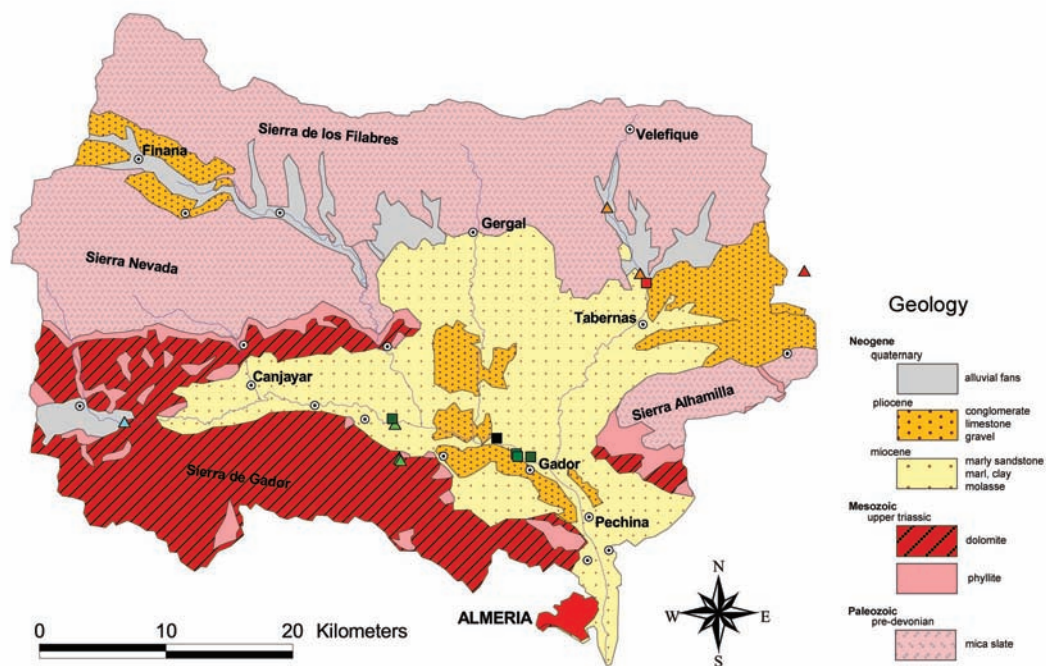 Sierra de los Filabres
Velefique
Finana
Gergal
Sierra Nevada
Tabernas
Canjayar
Sierra Alhamilla
Sierra de Gador
Gador
Pechina
ALMERIA
0 10 20 Kilometers
N
W E
S
Geology
Neogene
quaternary
alluvial fans
pliocene
conglomerate
limestone
gravel
miocene
marly sandstone
marl, clay
molasse
Mesozoic
upper triassic
dolomite
phyllite
Paleozoic
pre-devonian
mica slate